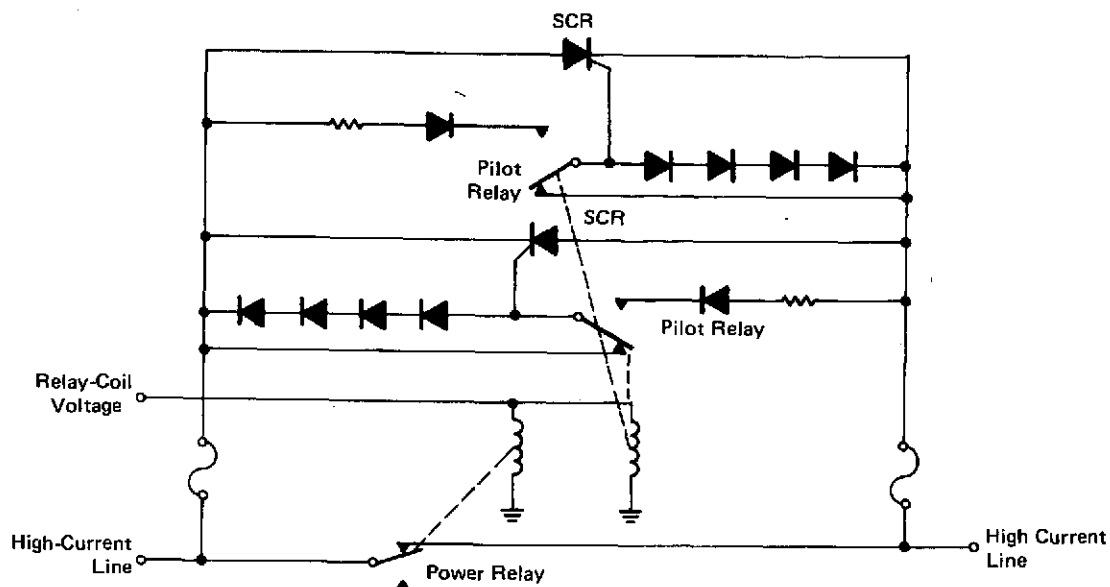 SCR
Pilot
Relay
SCR
Pilot Relay
Relay-Coil
Voltage
High-Current
Line
Power Relay
High Current
Line